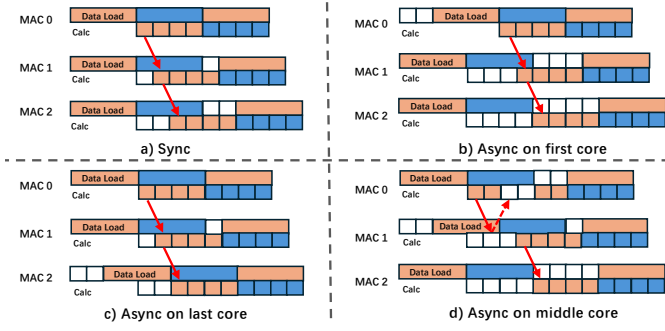 MAC 0 Data Load
Calc
MAC 1 Data Load
Calc
MAC 2 Data Load
Calc
a) Sync
MAC 0 Data Load
Calc
MAC 1 Data Load
Calc
MAC 2 Data Load
Calc
b) Async on first core
MAC 0 Data Load
Calc
MAC 1 Data Load
Calc
MAC 2 Data Load
Calc
c) Async on last core
MAC 0 Data Load
Calc
MAC 1 Data Load
Calc
MAC 2 Data Load
Calc
d) Async on middle core